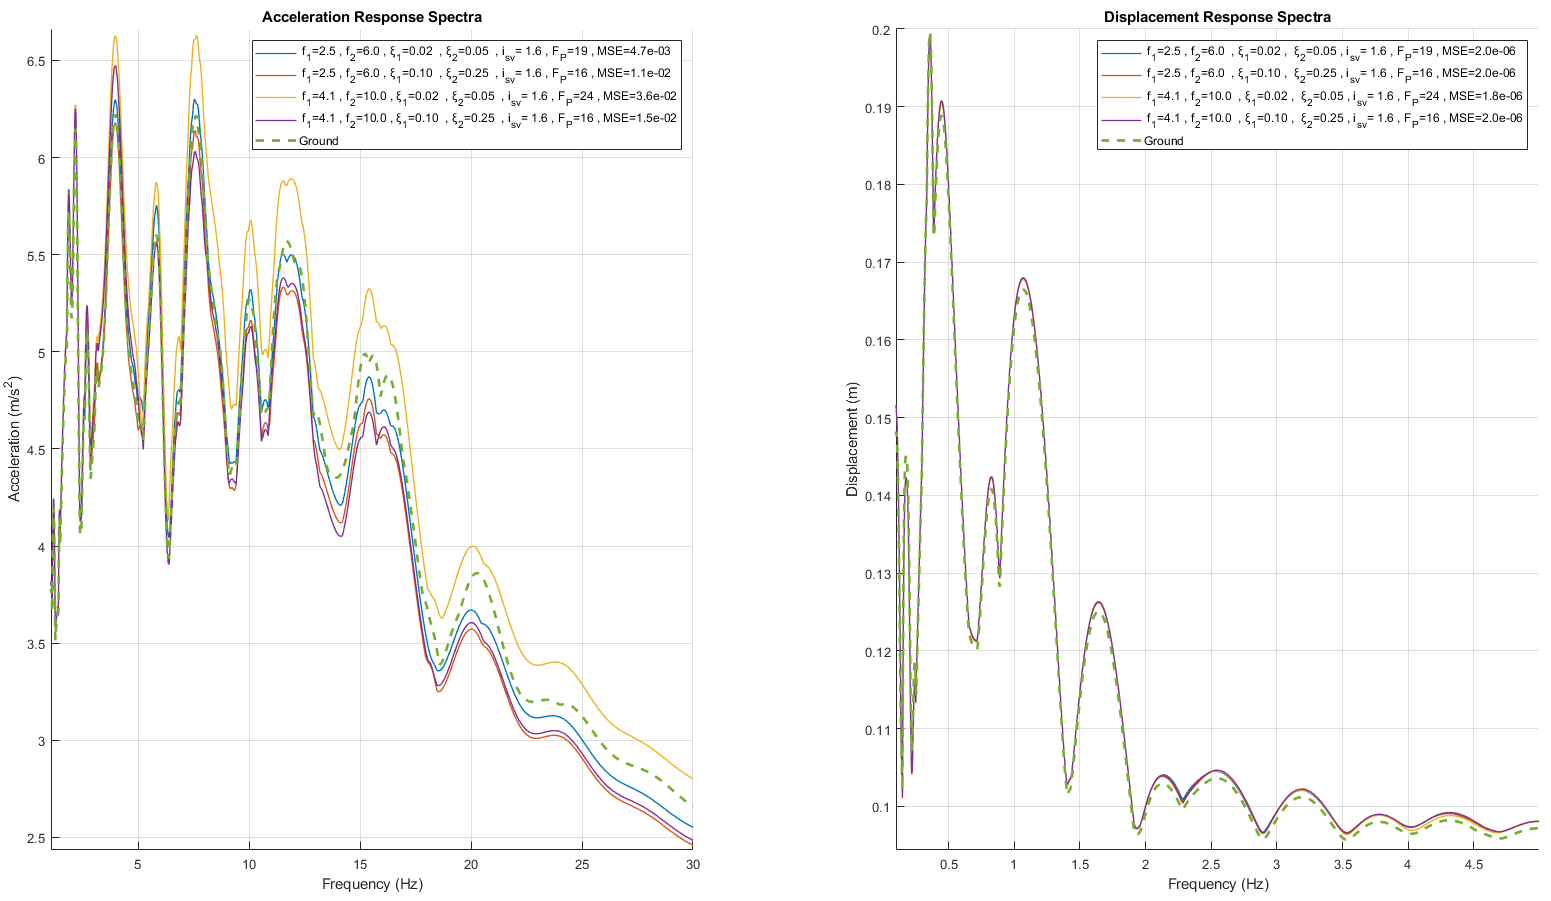 Acceleration Response Spectra
f1=2.5 , f2=6.0 , ξ1=0.02 , ξ2=0.05 , isv= 1.6 , FP=19 , MSE=4.7e-03
f1=2.5 , f2=6.0 , ξ1=0.10 , ξ2=0.25 , isv= 1.6 , FP=16 , MSE=1.1e-02
f1=4.1 , f2=10.0 , ξ1=0.02 , ξ2=0.05 , isv= 1.6 , FP=24 , MSE=3.6e-02
f1=4.1 , f2=10.0 , ξ1=0.10 , ξ2=0.25 , isv= 1.6 , FP=16 , MSE=1.5e-02
Ground
Acceleration (m/s2)
6.5
6
5.5
5
4.5
4
3.5
3
2.5
5 10 15 20 25 30
Frequency (Hz)
Displacement Response Spectra
f1=2.5 , f2=6.0 , ξ1=0.02 , ξ2=0.05 , isv= 1.6 , FP=19 , MSE=2.0e-06
f1=2.5 , f2=6.0 , ξ1=0.10 , ξ2=0.25 , isv= 1.6 , FP=16 , MSE=2.0e-06
f1=4.1 , f2=10.0 , ξ1=0.02 , ξ2=0.05 , isv= 1.6 , FP=24 , MSE=1.8e-06
f1=4.1 , f2=10.0 , ξ1=0.10 , ξ2=0.25 , isv= 1.6 , FP=16 , MSE=2.0e-06
Ground
Displacement (m)
0.2
0.19
0.18
0.17
0.16
0.15
0.14
0.13
0.12
0.11
0.1
0.5 1 1.5 2 2.5 3 3.5 4 4.5
Frequency (Hz)